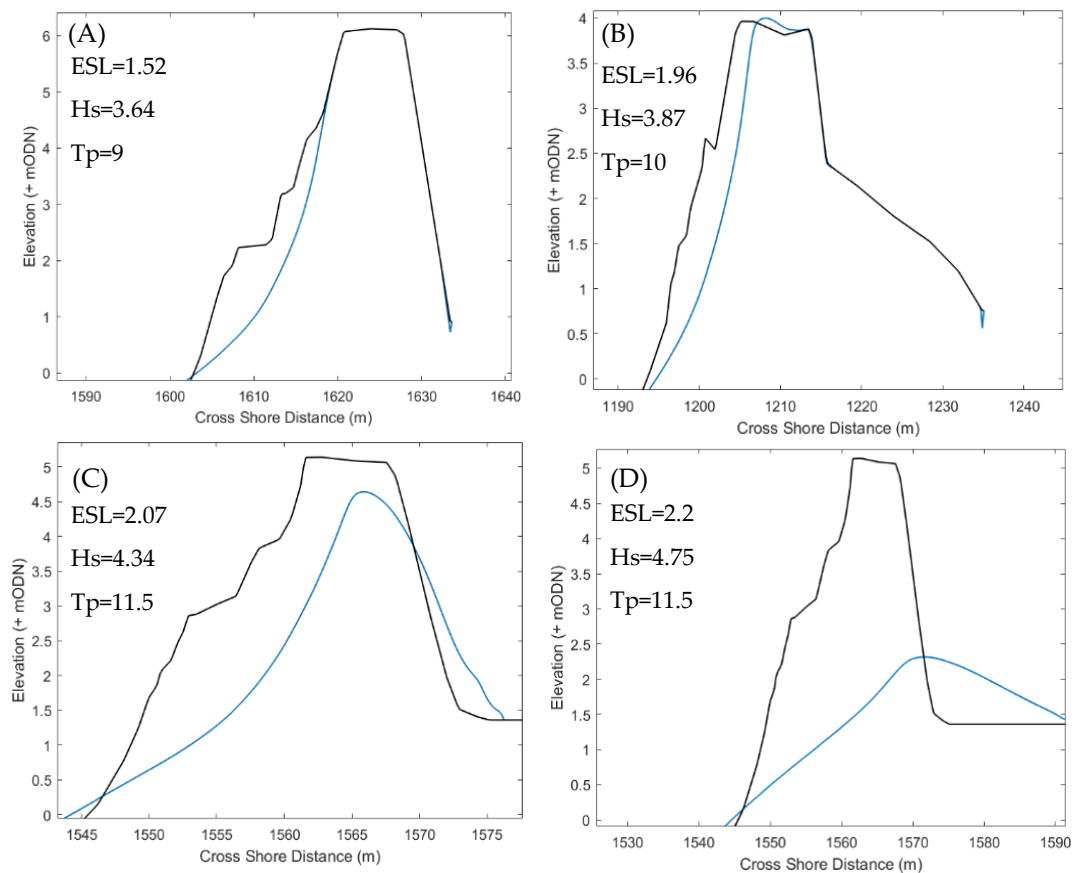 (A)
ESL=1.52
Hs=3.64
Tp=9
Elevation (+ mODN)
6
5
4
3
2
1
0
1590 1600 1610 1620 1630 1640
Cross Shore Distance (m)
(B)
ESL=1.96
Hs=3.87
Tp=10
Elevation (+ mODN)
4
3.5
3
2.5
2
1.5
1
0.5
0
1190 1200 1210 1220 1230 1240
Cross Shore Distance (m)
(C)
ESL=2.07
Hs=4.34
Tp=11.5
Elevation (+ mODN)
5
4.5
4
3.5
3
2.5
2
1.5
1
0.5
0
1545 1550 1555 1560 1565 1570 1575
Cross Shore Distance (m)
(D)
ESL=2.2
Hs=4.75
Tp=11.5
Elevation (+ mODN)
5
4.5
4
3.5
3
2.5
2
1.5
1
0.5
0
1530 1540 1550 1560 1570 1580 1590
Cross Shore Distance (m)